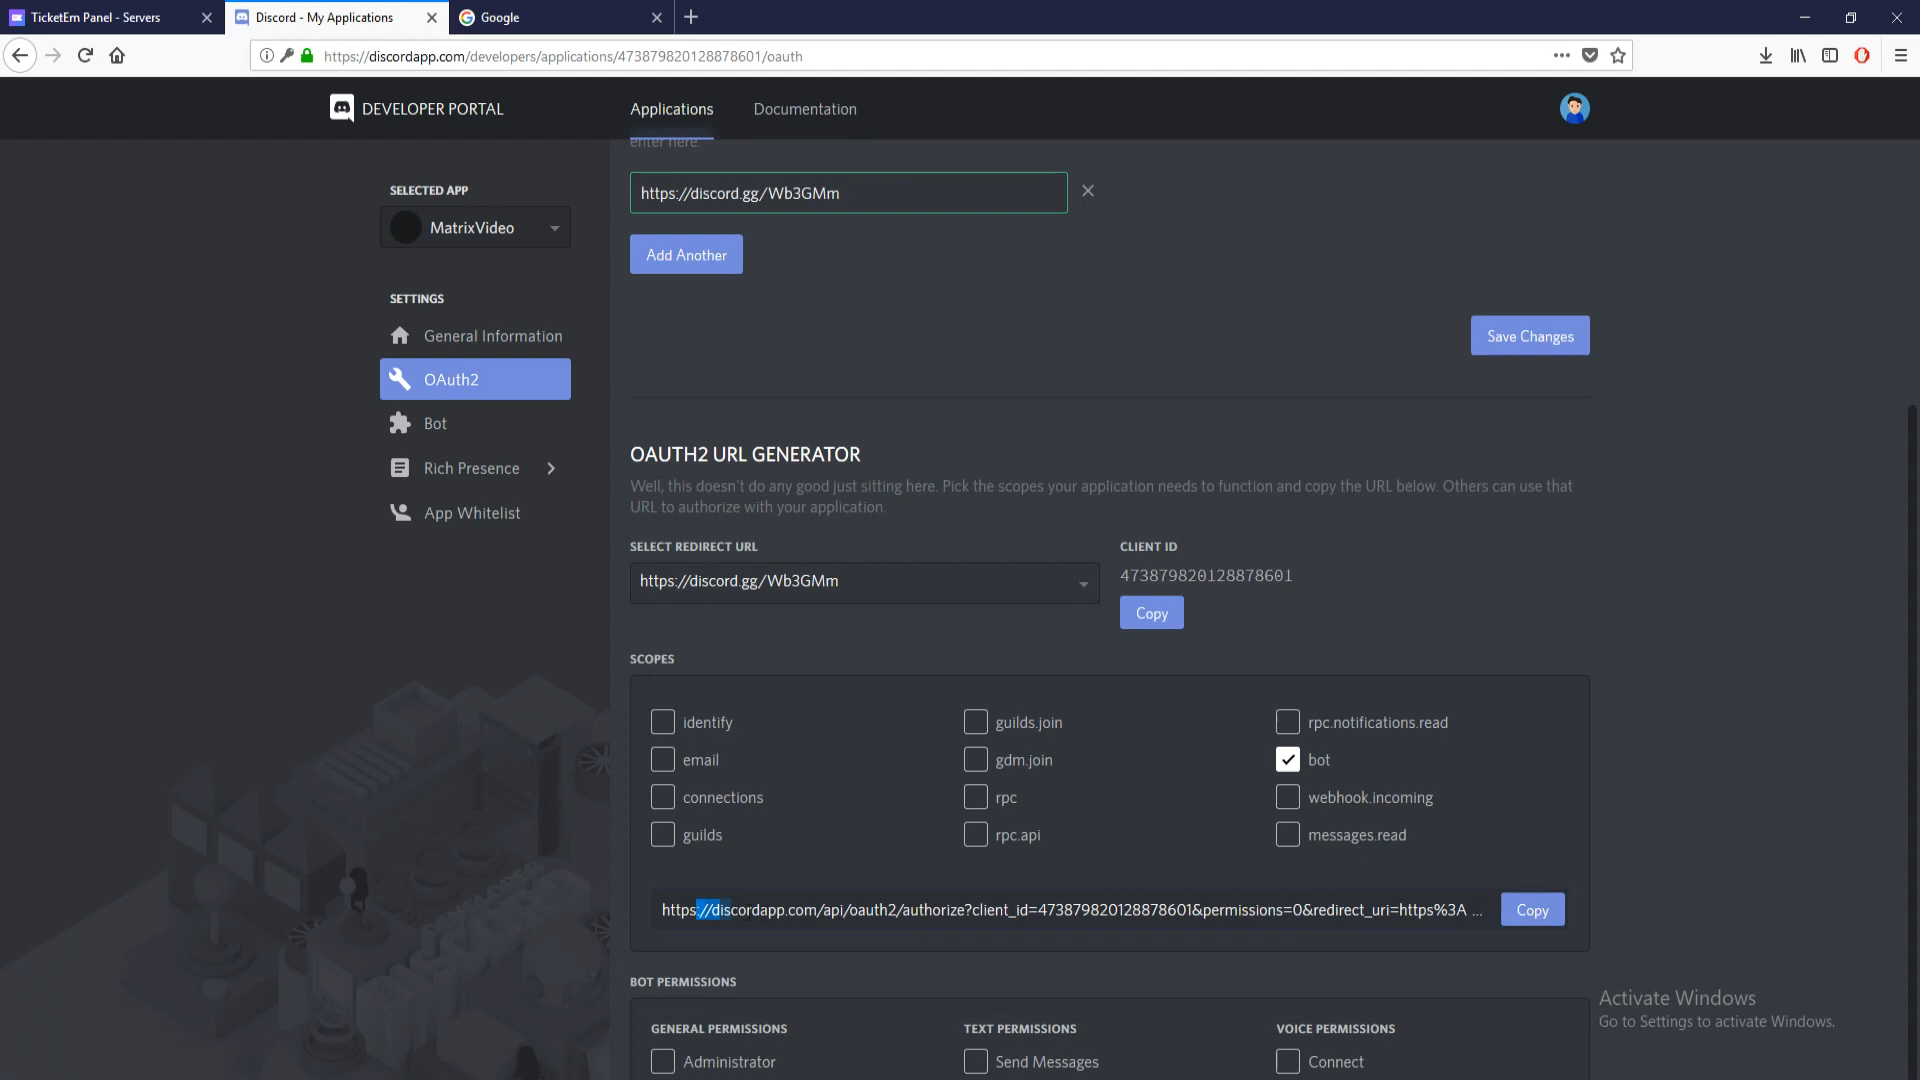 TicketEm Panel - Servers
Discord - My Applications
Google
https://discordapp.com/developers/applications/473879820128878601/oauth
DEVELOPER PORTAL
Applications
Documentation
enter here.
SELECTED APP
MatrixVideo
SETTINGS
General Information
OAuth2
Bot
Rich Presence
App Whitelist
https://discord.gg/Wb3GMm
Add Another
Save Changes
OAUTH2 URL GENERATOR
Well, this doesn't do any good just sitting here. Pick the scopes your application needs to function and copy the URL below. Others can use that
URL to authorize with your application.
SELECT REDIRECT URL
CLIENT ID
https://discord.gg/Wb3GMm
473879820128878601
Copy
SCOPES
identify
guilds.join
rpc.notifications.read
email
gdm.join
bot
connections
rpc
webhook.incoming
guilds
rpc.api
messages.read
https://discordapp.com/api/oauth2/authorize?client_id=473879820128878601&permissions=0&redirect_uri=https%3A ...
Copy
BOT PERMISSIONS
GENERAL PERMISSIONS
TEXT PERMISSIONS
VOICE PERMISSIONS
Administrator
Send Messages
Connect
Activate Windows
Go to Settings to activate Windows.